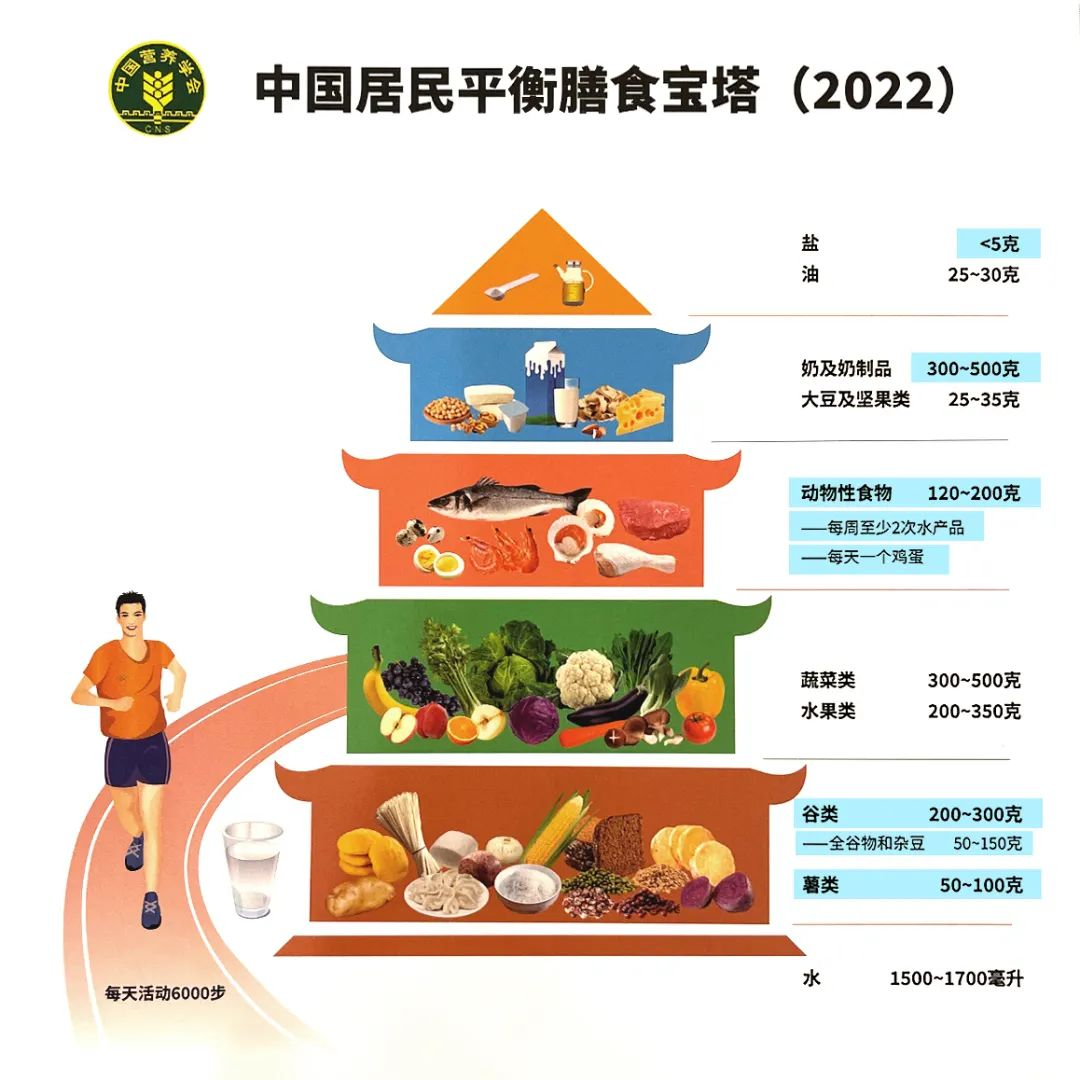 中国营养学会
CNS
中国居民平衡膳食宝塔（2022）
盐 <5克
油 25~30克
奶及奶制品 300~500克
大豆及坚果类 25~35克
动物性食物 120~200克
——每周至少2次水产品
——每天一个鸡蛋
蔬菜类 300~500克
水果类 200~350克
谷类 200~300克
——全谷物和杂豆 50~150克
薯类 50~100克
水 1500~1700毫升
每天活动6000步